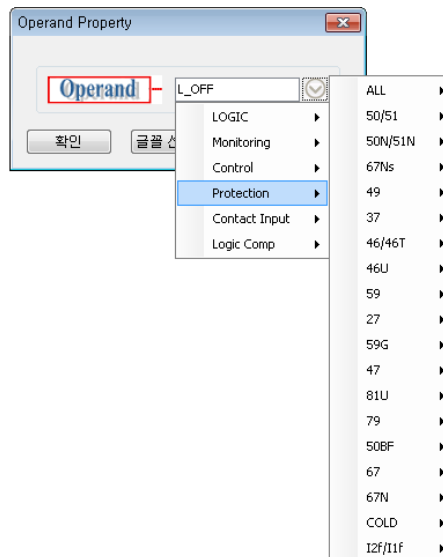 Operand Property
Operand
L_OFF
확인
글꼴
LOGIC
Monitoring
Control
Protection
Contact Input
Logic Comp
ALL
50/51
50N/51N
67Ns
49
37
46/46T
46U
59
27
59G
47
81U
79
50BF
67
67N
COLD
I2f/I1f